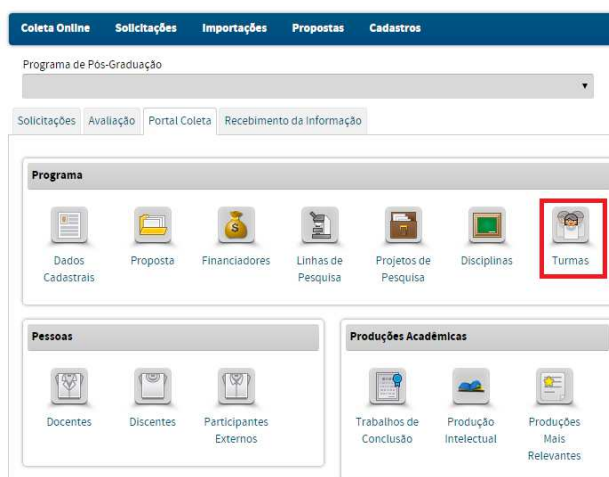 Coleta Online Solicitações Importações Propostas Cadastros
Programa de Pós-Graduação
Solicitações Avaliação Portal Coleta Recebimento da Informação
Programa
Dados Cadastrais
Proposta
Financiadores
Linhas de Pesquisa
Projetos de Pesquisa
Disciplinas
Turmas
Pessoas
Docentes
Discentes
Participantes Externos
Produções Acadêmicas
Trabalhos de Conclusão
Produção Intelectual
Produções Mais Relevantes